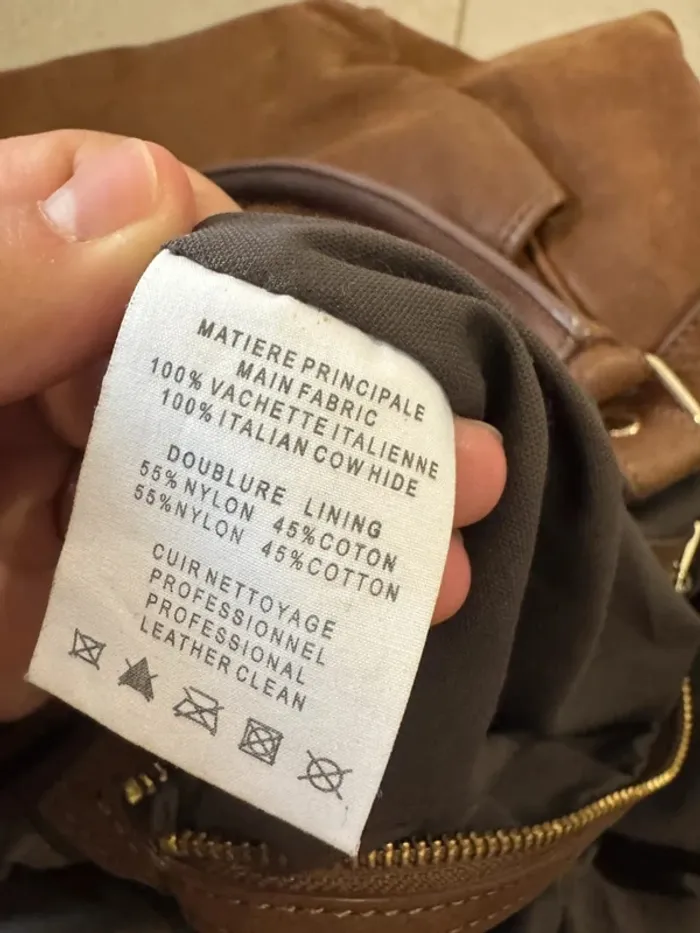 MATIERE PRINCIPALE
MAIN FABRIC
100% VACHETTE ITALIENNE
100% ITALIAN COW HIDE
DOUBLURE LINING
55% NYLON 45%COTON
55%NYLON 45%COTTON
CUIR NETTOYAGE
PROFESSIONNEL
PROFESSIONAL
LEATHER CLEAN